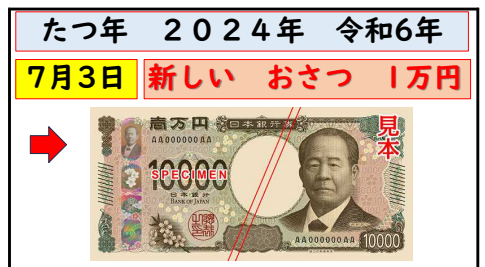 たつ年　２０２４年　令和6年
7月3日
新しい　おさつ　1万円
壱万円
日本銀行券
見本
AA000000AA
10000
SPECIMEN
日本銀行
BANK OF JAPAN
AA000000AA
10000